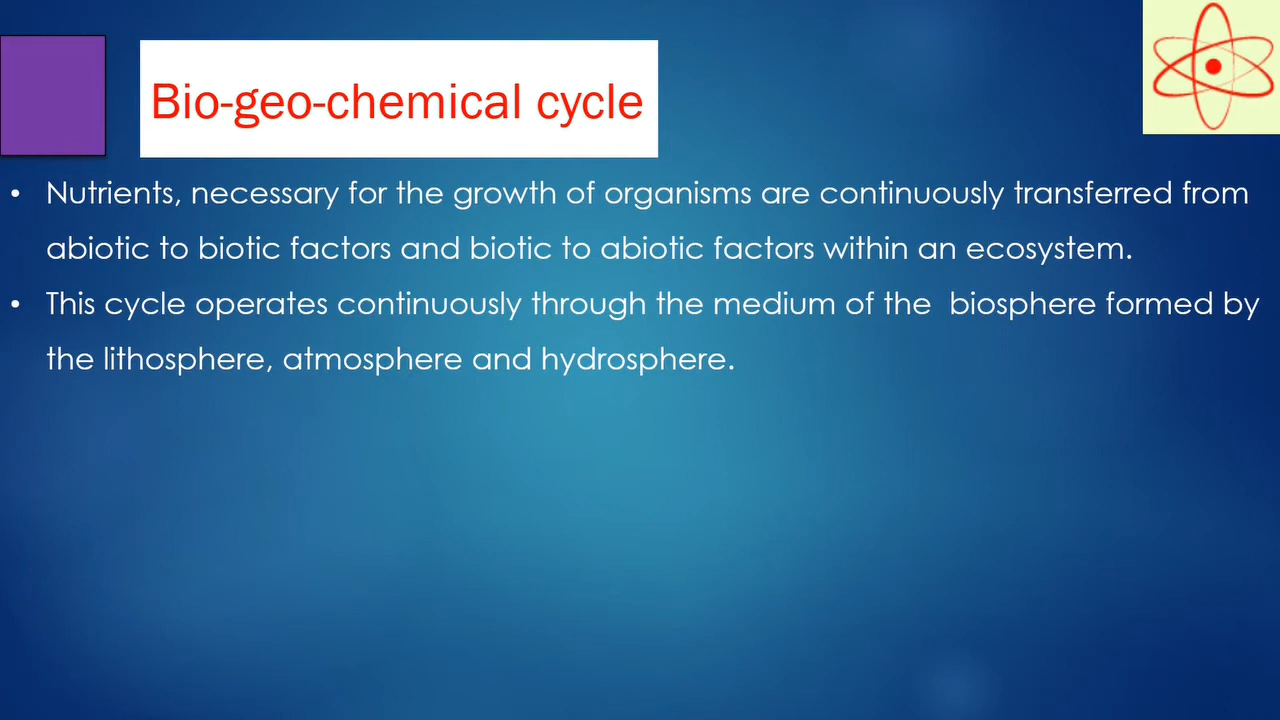 Bio-geo-chemical cycle
• Nutrients, necessary for the growth of organisms are continuously transferred from
abiotic to biotic factors and biotic to abiotic factors within an ecosystem.
• This cycle operates continuously through the medium of the  biosphere formed by
the lithosphere, atmosphere and hydrosphere.